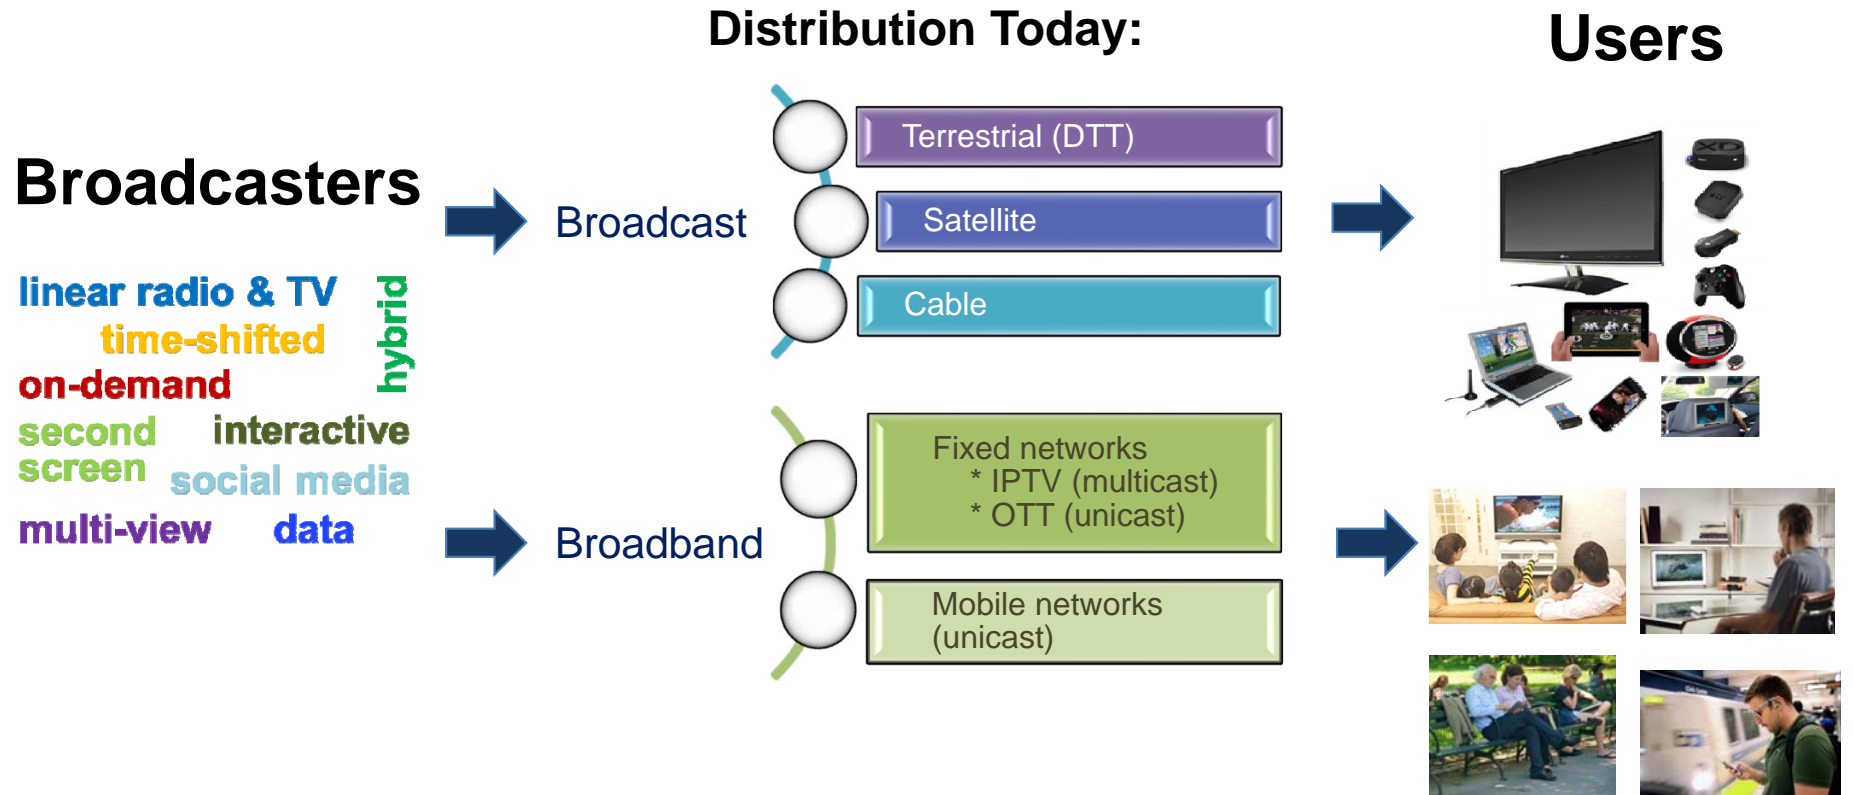 Distribution Today:
Users
Broadcasters
linear radio & TV
hybrid
time-shifted
on-demand
second
screen
interactive
social media
multi-view
data
Broadcast
Terrestrial (DTT)
Satellite
Cable
Broadband
Fixed networks
* IPTV (multicast)
* OTT (unicast)
Mobile networks
(unicast)
XD